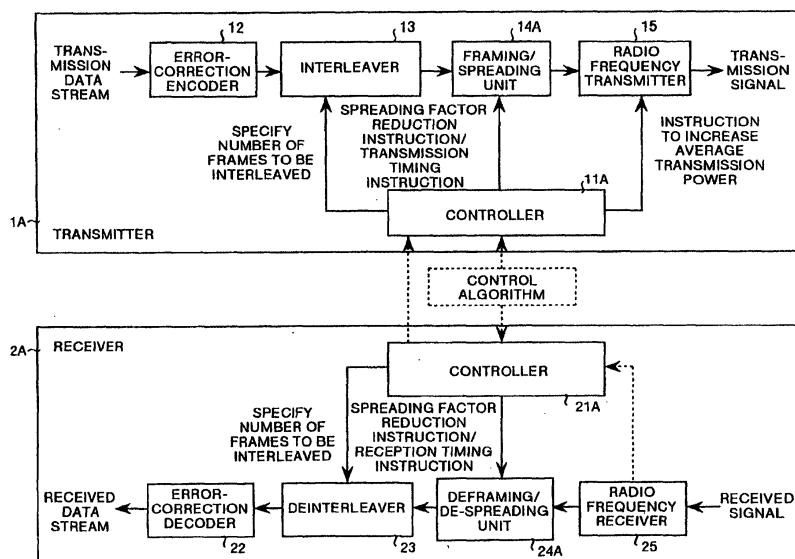 12
13
14A
15
TRANS-
MISSION
DATA
STREAM
ERROR-
CORRECTION
ENCODER
INTERLEAVER
FRAMING/
SPREADING
UNIT
RADIO
FREQUENCY
TRANSMITTER
TRANS-
MISSION
SIGNAL
SPECIFY
NUMBER
OF FRAMES TO BE
INTERLEAVED
SPREADING FACTOR
REDUCTION
INSTRUCTION/
TRANSMISSION
TIMING
INSTRUCTION
INSTRUCTION
TO INCREASE
AVERAGE
TRANSMISSION
POWER
11A
CONTROLLER
1A
TRANSMITTER
CONTROL
ALGORITHM
2A
RECEIVER
CONTROLLER
21A
SPECIFY
NUMBER
OF FRAMES TO BE
INTERLEAVED
SPREADING FACTOR
REDUCTION
INSTRUCTION/
RECEPTION TIMING
INSTRUCTION
RECEIVED
DATA
STREAM
ERROR-
CORRECTION
DECODER
DEINTERLEAVER
DEFRAMING/
DE-SPREADING
UNIT
RADIO
FREQUENCY
RECEIVER
RECEIVED
SIGNAL
22
23
24A
25